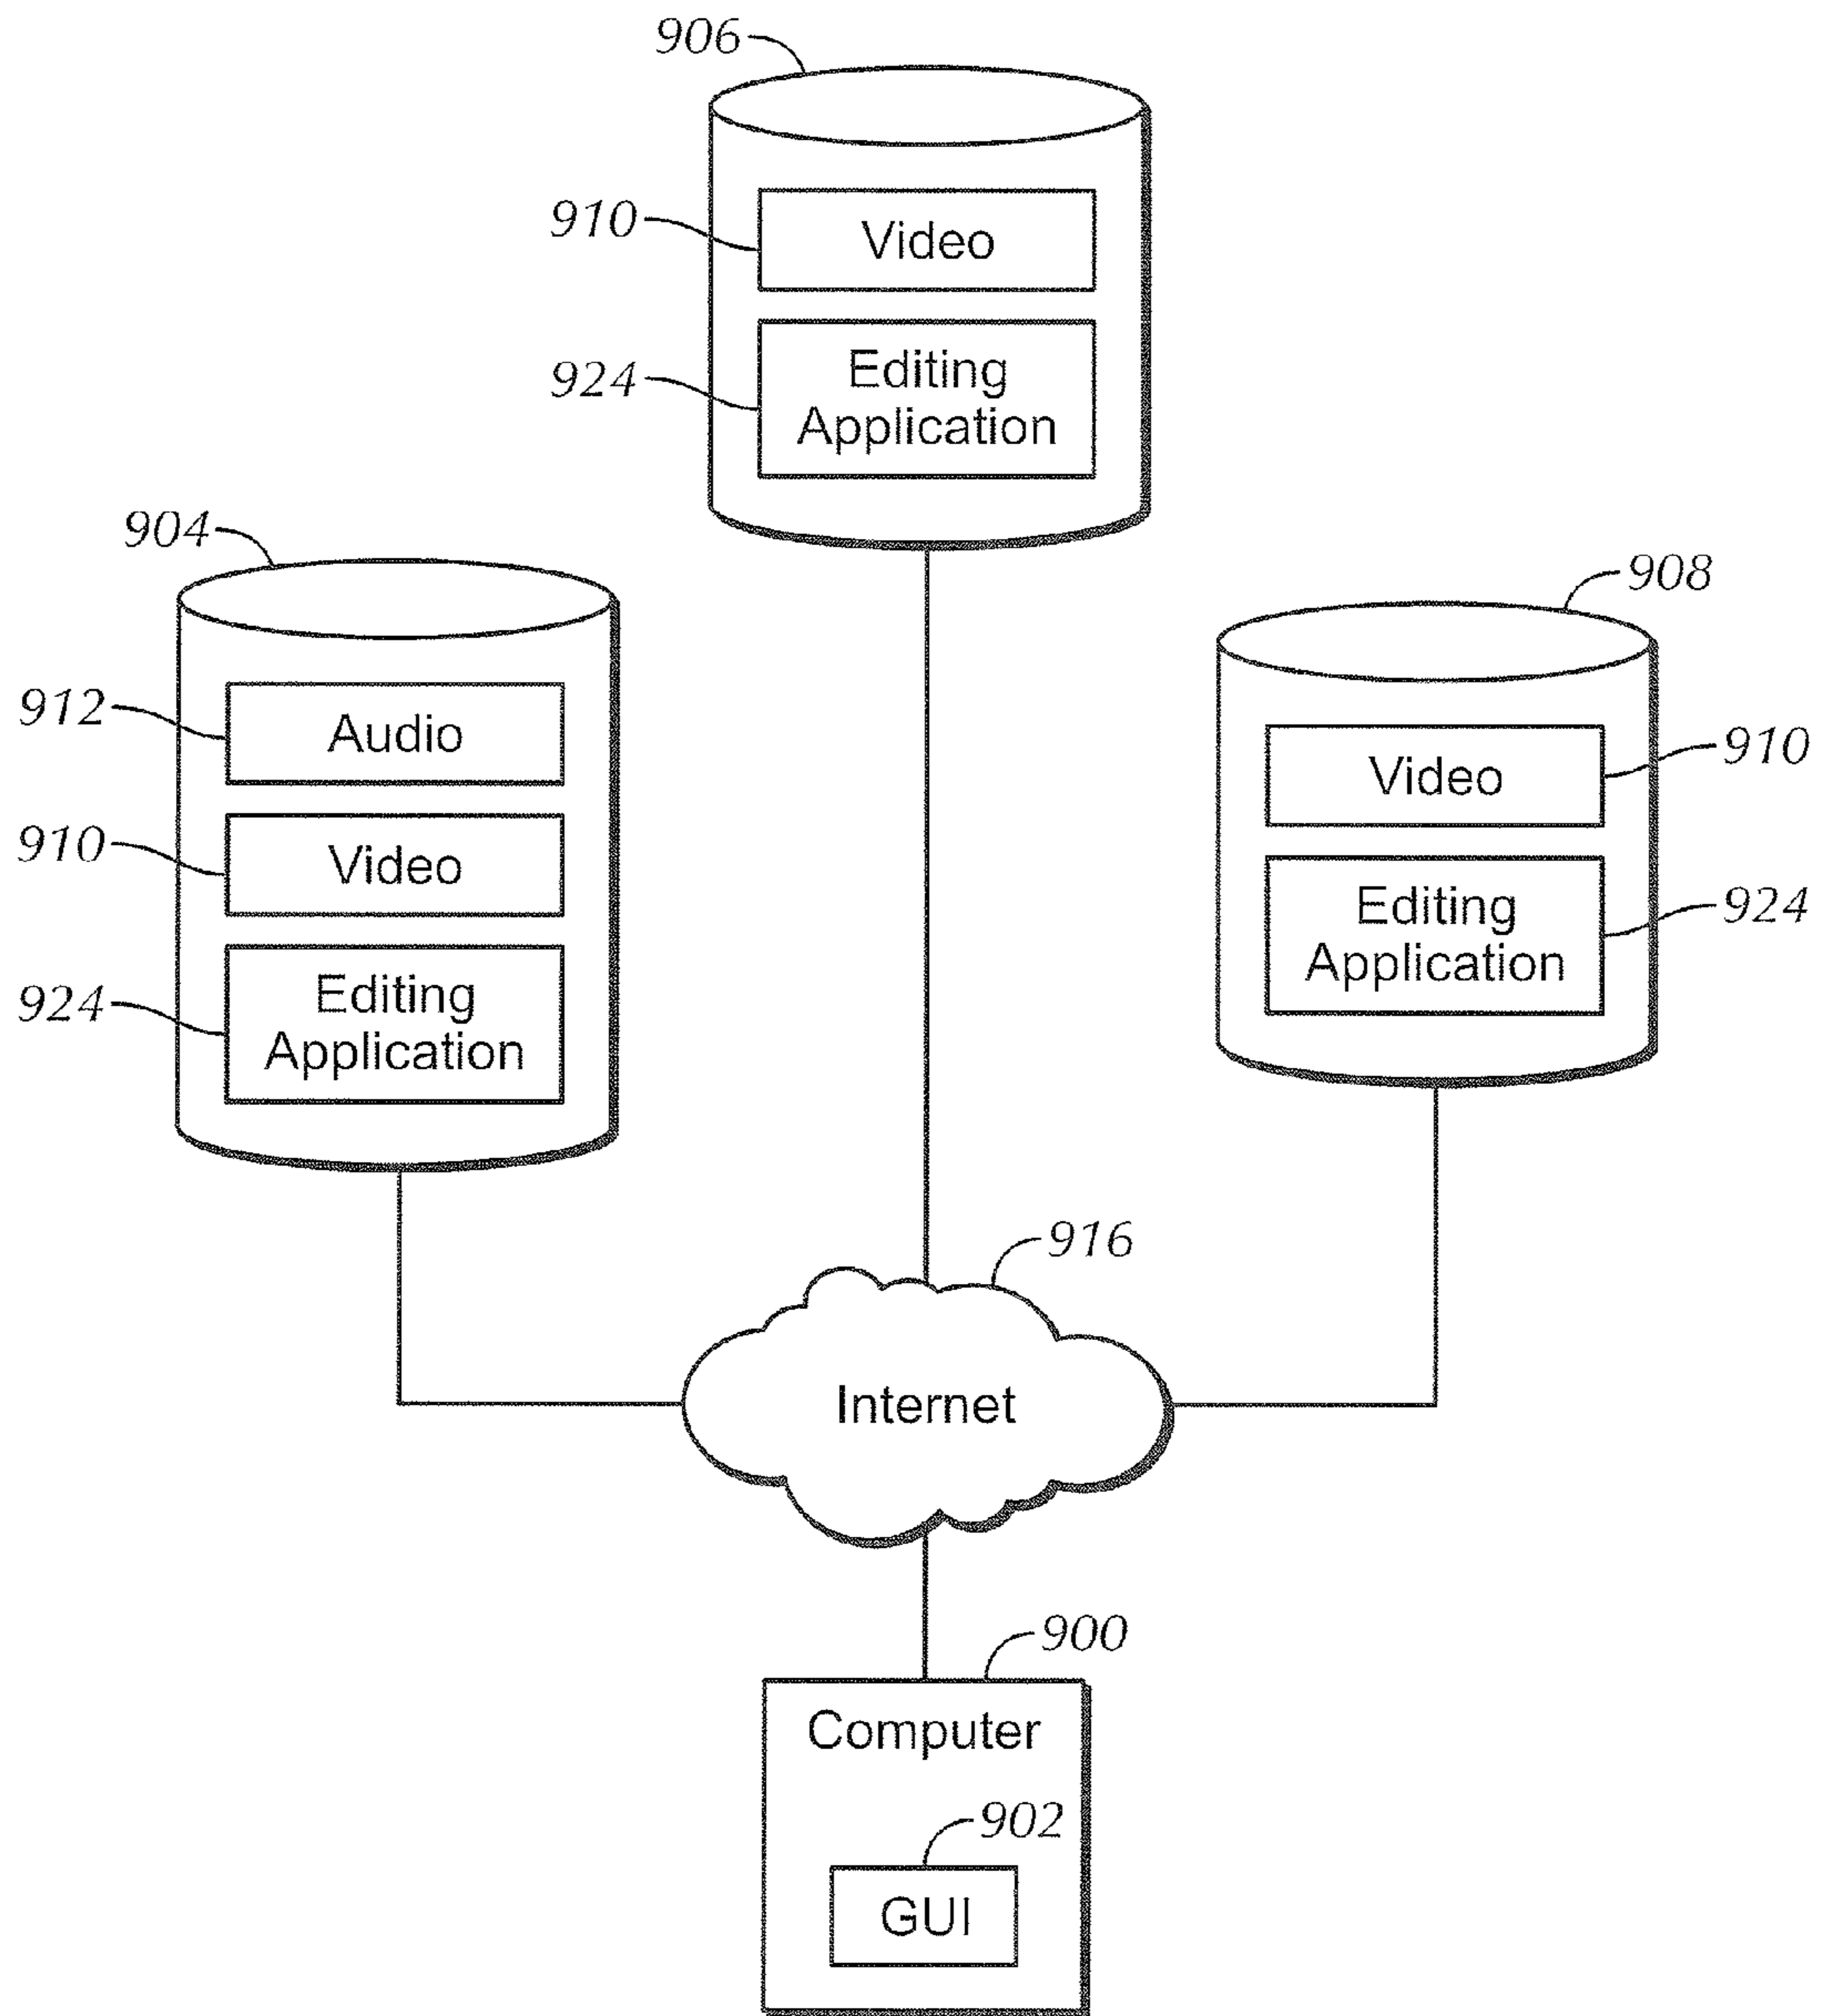 906
910
Video
924
Editing
Application
904
912
Audio
910
Video
924
Editing
Application
908
Video
910
Editing
Application
924
916
Internet
900
Computer
902
GUI